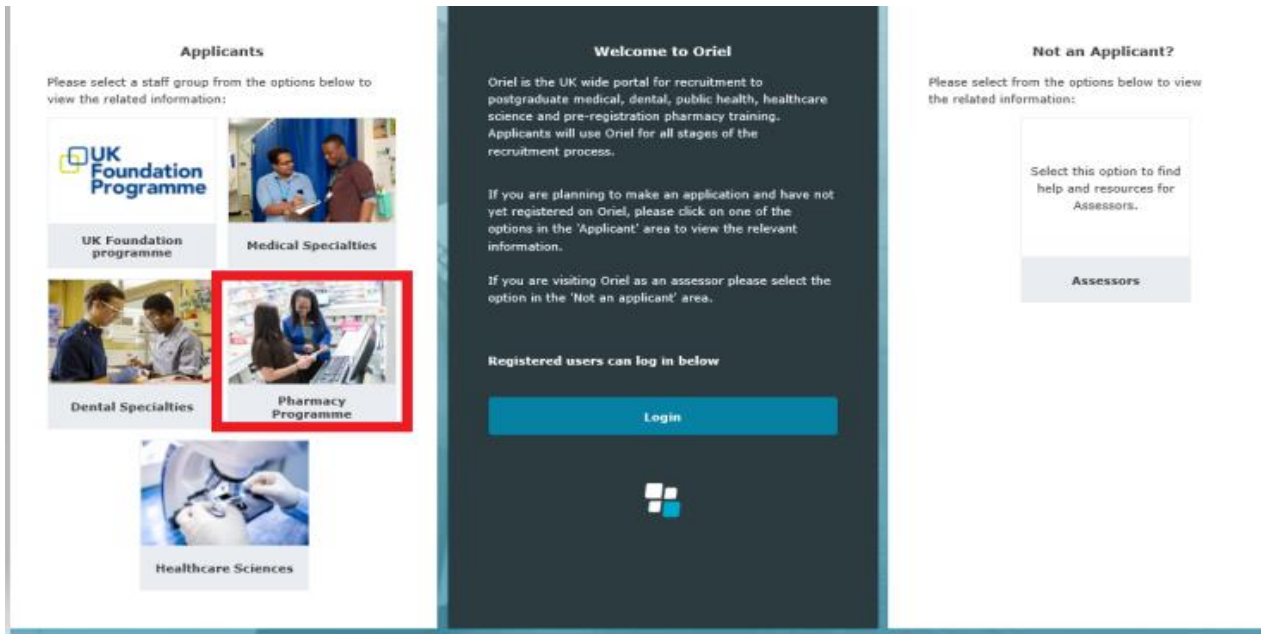 Applicants
Please select a staff group from the options below to
view the related information:
UK
Foundation
Programme
UK Foundation
programme
Medical Specialties
Dental Specialties
Pharmacy
Programme
Healthcare Sciences
Welcome to Oriel
Oriel is the UK wide portal for recruitment to
postgraduate medical, dental, public health, healthcare
science and pre-registration pharmacy training.
Applicants will use Oriel for all stages of the
recruitment process.
If you are planning to make an application and have not
yet registered on Oriel, please click on one of the
options in the 'Applicant' area to view the relevant
information.
If you are visiting Oriel as an assessor please select the
option in the 'Not an applicant' area.
Registered users can log in below
Login
Not an Applicant?
Please select from the options below to view
the related information:
Select this option to find
help and resources for
Assessors.
Assessors